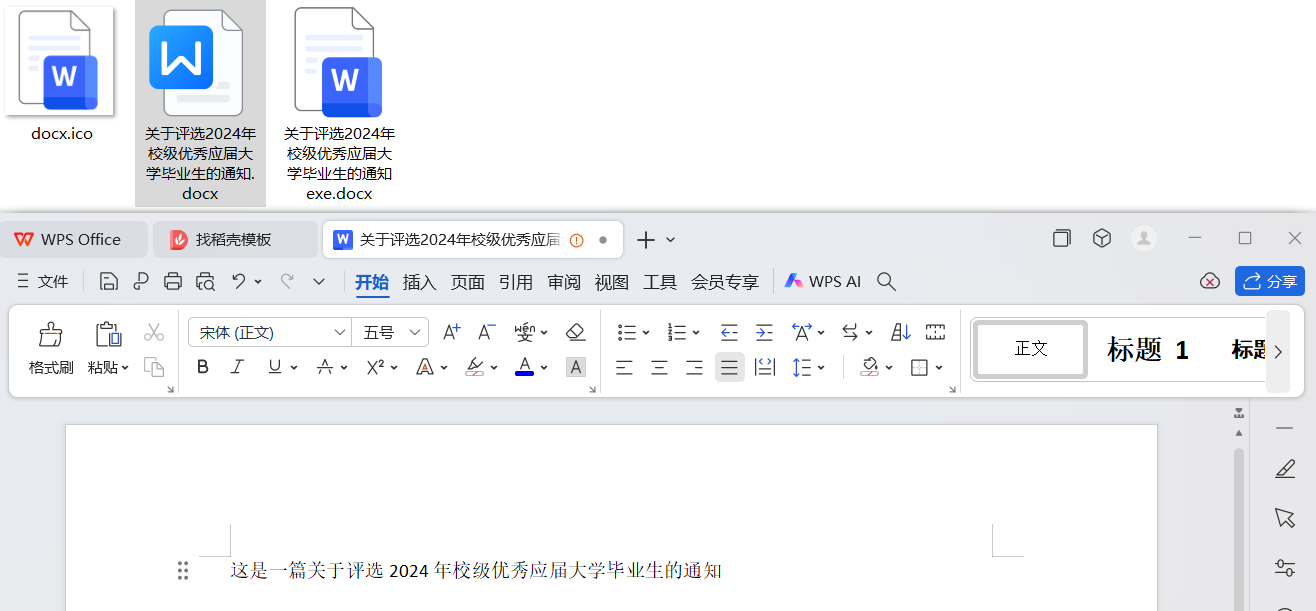 W
W
W
docx.ico
关于评选2024年
校级优秀应届大
学毕业生的通知.
docx
关于评选2024年
校级优秀应届大
学毕业生的通知
exe.docx
WPS Office
找稻壳模板
W 关于评选2024年校级优秀应届
文件
开始 插入 页面 引用 审阅 视图 工具 会员专享 WPS AI
分享
格式刷 粘贴
宋体 (正文) 五号 A+ A- wén 变
B I U A X² A A A
正文 标题 1 标题
这是一篇关于评选 2024 年校级优秀应届大学毕业生的通知